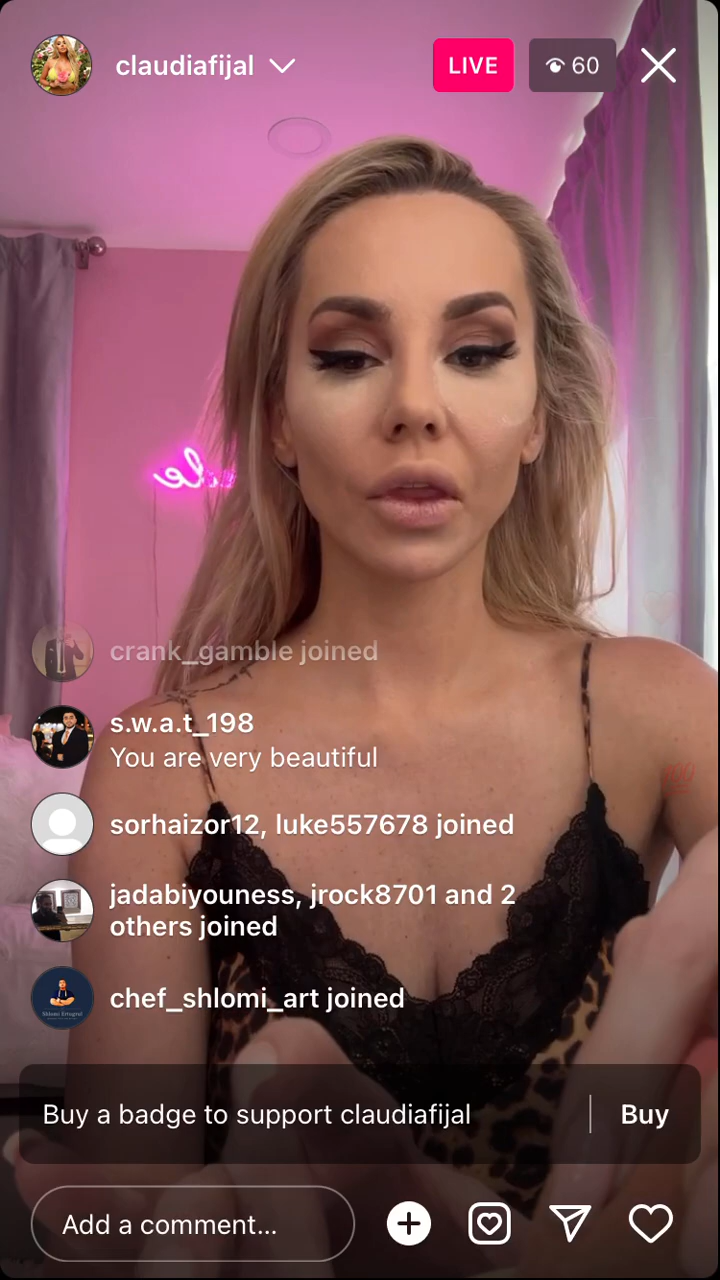 claudiafijal
LIVE
60
crank_gamble joined
s.w.a.t_198
You are very beautiful
sorhaizor12, luke557678 joined
jadabiyouness, jrock8701 and 2
others joined
chef_shlomi_art joined
Buy a badge to support claudiafijal
Buy
Add a comment...